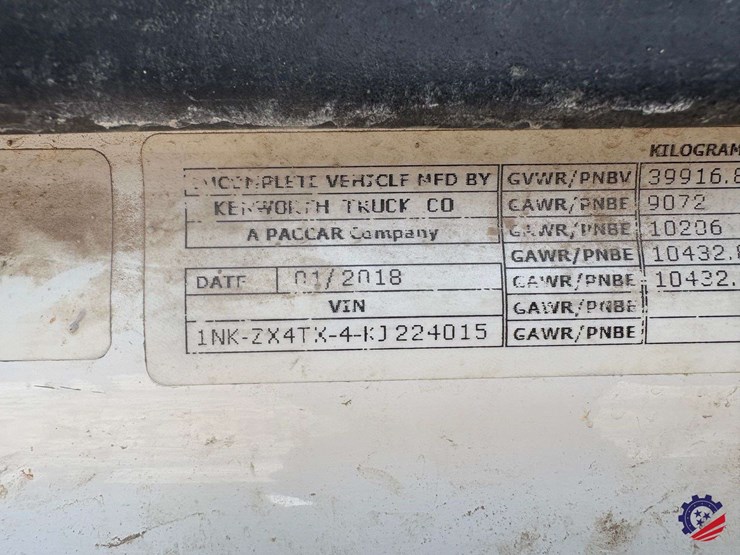 KILOGRAM
INCOMPLETE VEHICLE MFD BY GVWR/PNBV 39916.8
KENWORTH TRUCK CO GAWR/PNBE 9072
A PACCAR Company GAWR/PNBE 10206
GAWR/PNBE 10432.8
DATE 01/2018 GAWR/PNBE 10432.
VIN GAWR/PNBE
1NK-ZX4TX-4-KJ224015 GAWR/PNBE